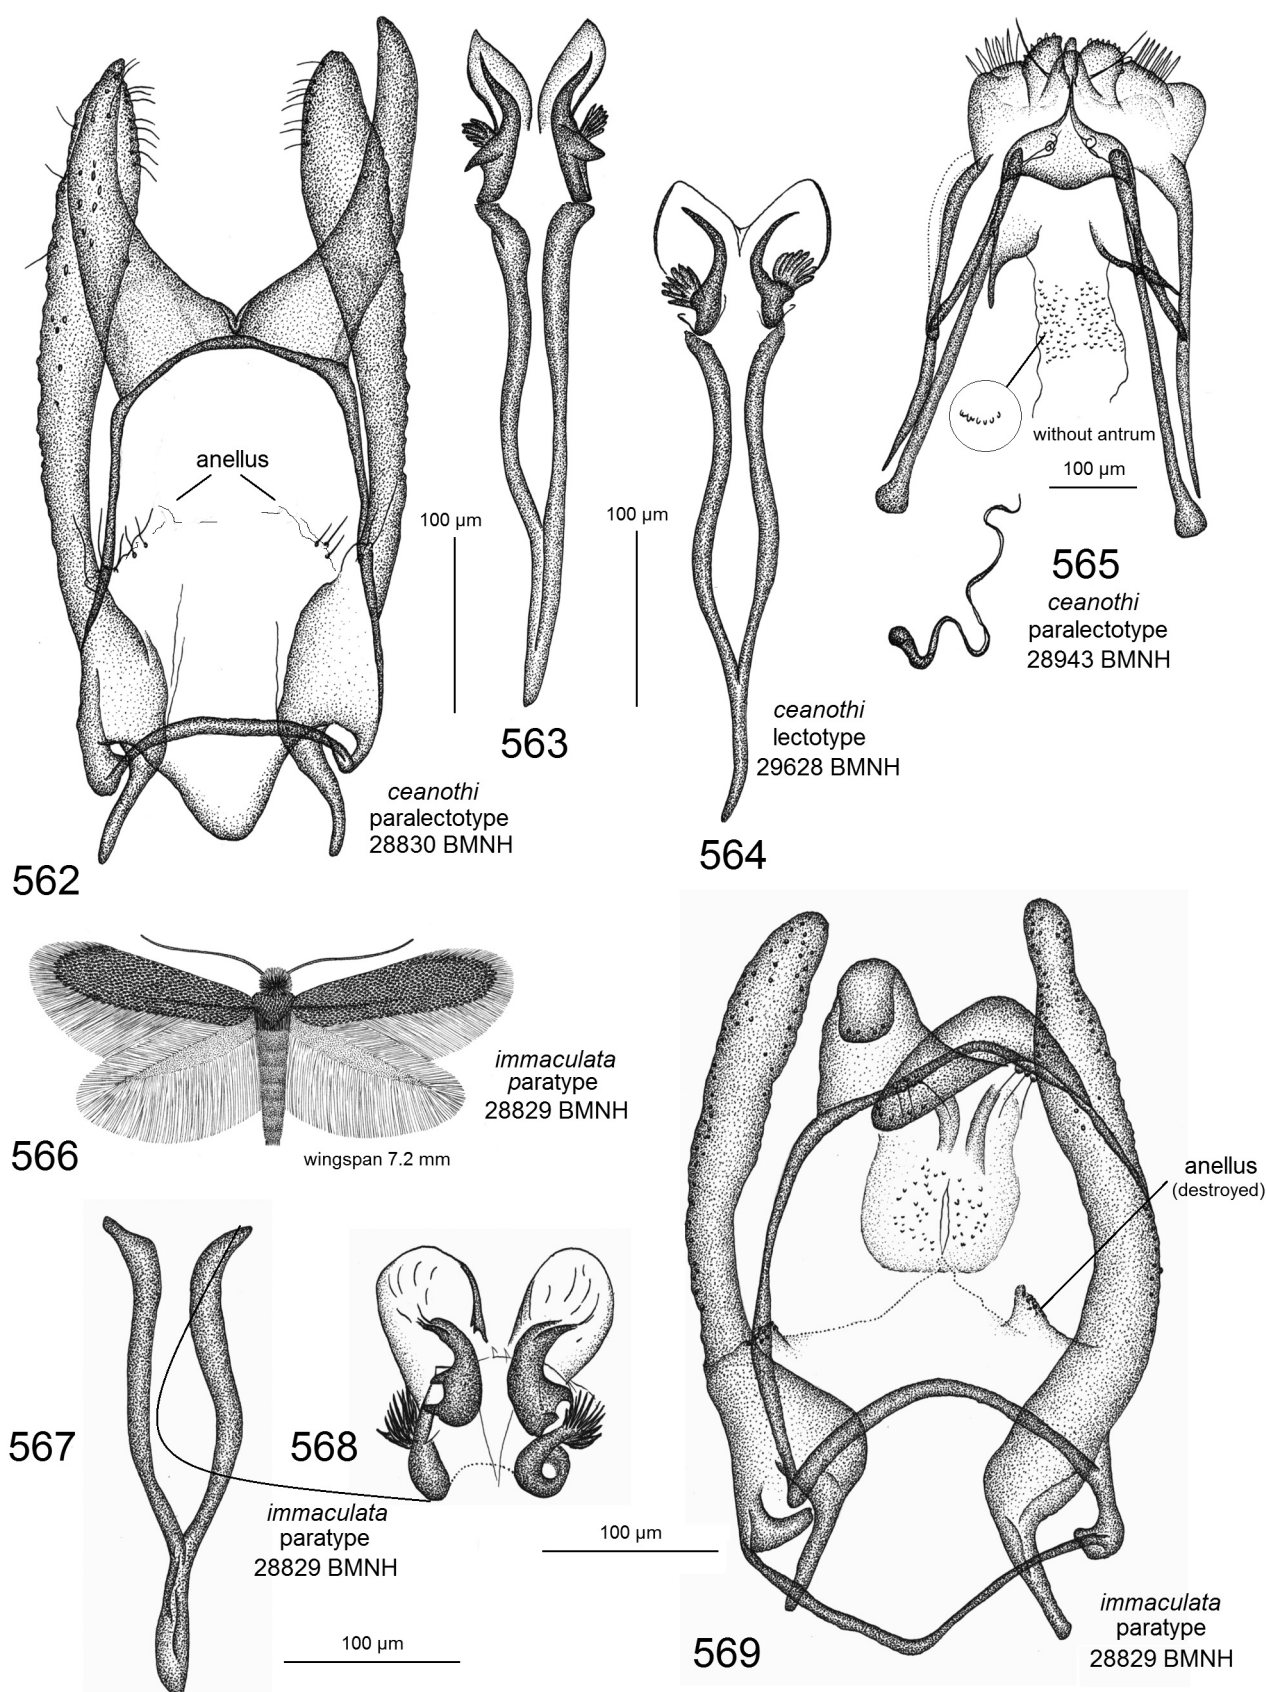 anellus
100 µm
562
ceanothi
paralectotype
28830 BMNH
563
100 µm
ceanothi
lectotype
29628 BMNH
564
without antrum
100 µm
565
ceanothi
paralectotype
28943 BMNH
immaculata
paratype
28829 BMNH
566
wingspan 7.2 mm
567
568
immaculata
paratype
28829 BMNH
100 µm
100 µm
anellus
(destroyed)
569
immaculata
paratype
28829 BMNH